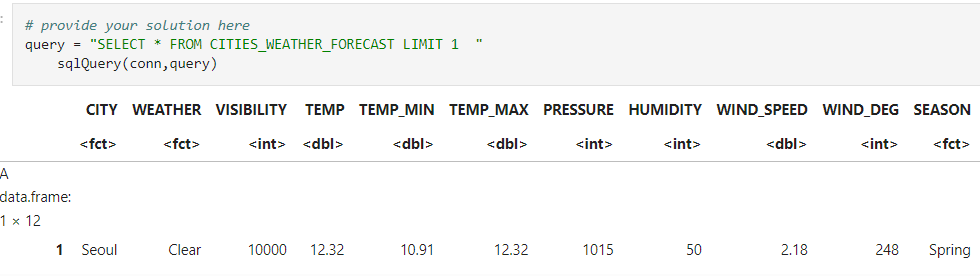 :
# provide your solution here
query = "SELECT * FROM CITIES_WEATHER_FORECAST LIMIT 1  "
    sqlQuery(conn,query)
CITY WEATHER VISIBILITY TEMP TEMP_MIN TEMP_MAX PRESSURE HUMIDITY WIND_SPEED WIND_DEG SEASON
<fct> <fct> <int> <dbl> <dbl> <dbl> <int> <int> <dbl> <int> <fct>
A
data.frame:
1 × 12
1 Seoul Clear 10000 12.32 10.91 12.32 1015 50 2.18 248 Spring